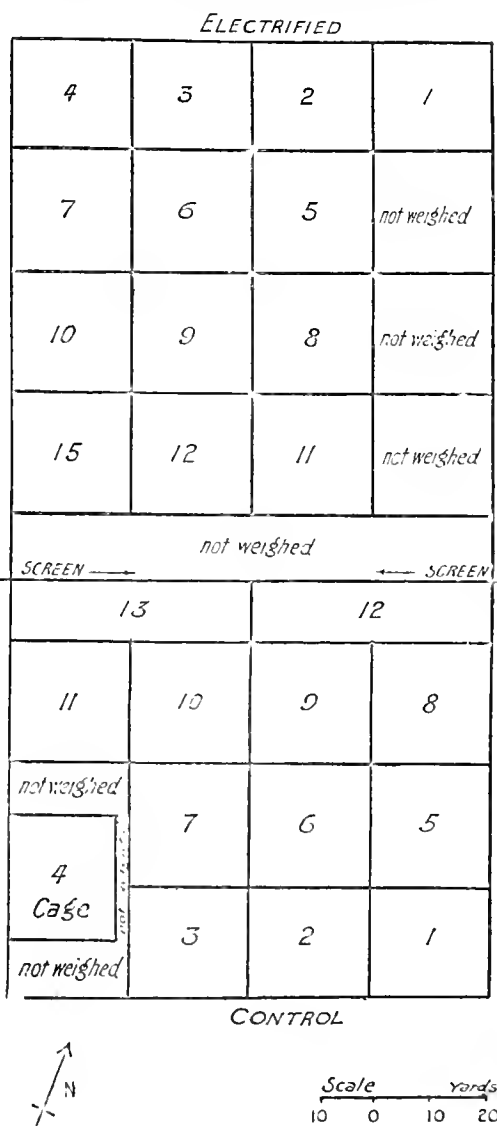 ELECTRIFIED
4 3 2 1
7 6 5 not weighed
10 9 8 not weighed
15 12 11 not weighed
not weighed
SCREEN SCREEN
13 12
11 10 9 8
not weighed
7 6 5
4
Cage
3 2 1
not weighed
CONTROL
N
Scale Yards
10 0 10 20